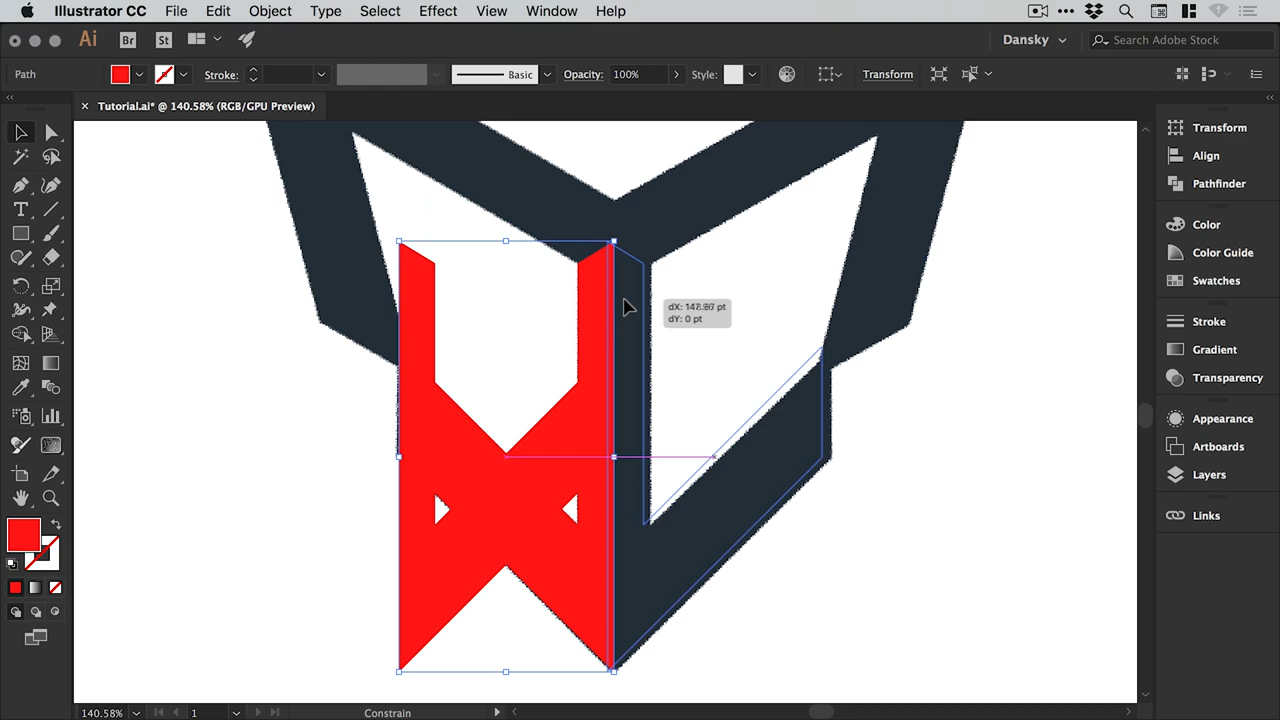 Illustrator CC File Edit Object Type Select Effect View Window Help
Ai Br St Dansky Search Adobe Stock
Path Stroke: Basic Opacity: 100% Style: Transform
× Tutorial.ai* @ 140.58% (RGB/GPU Preview)
Transform
Align
Pathfinder
Color
Color Guide
Swatches
Stroke
Gradient
Transparency
Appearance
Artboards
Layers
Links
dY: 0 pt
140.58% 1 Constrain